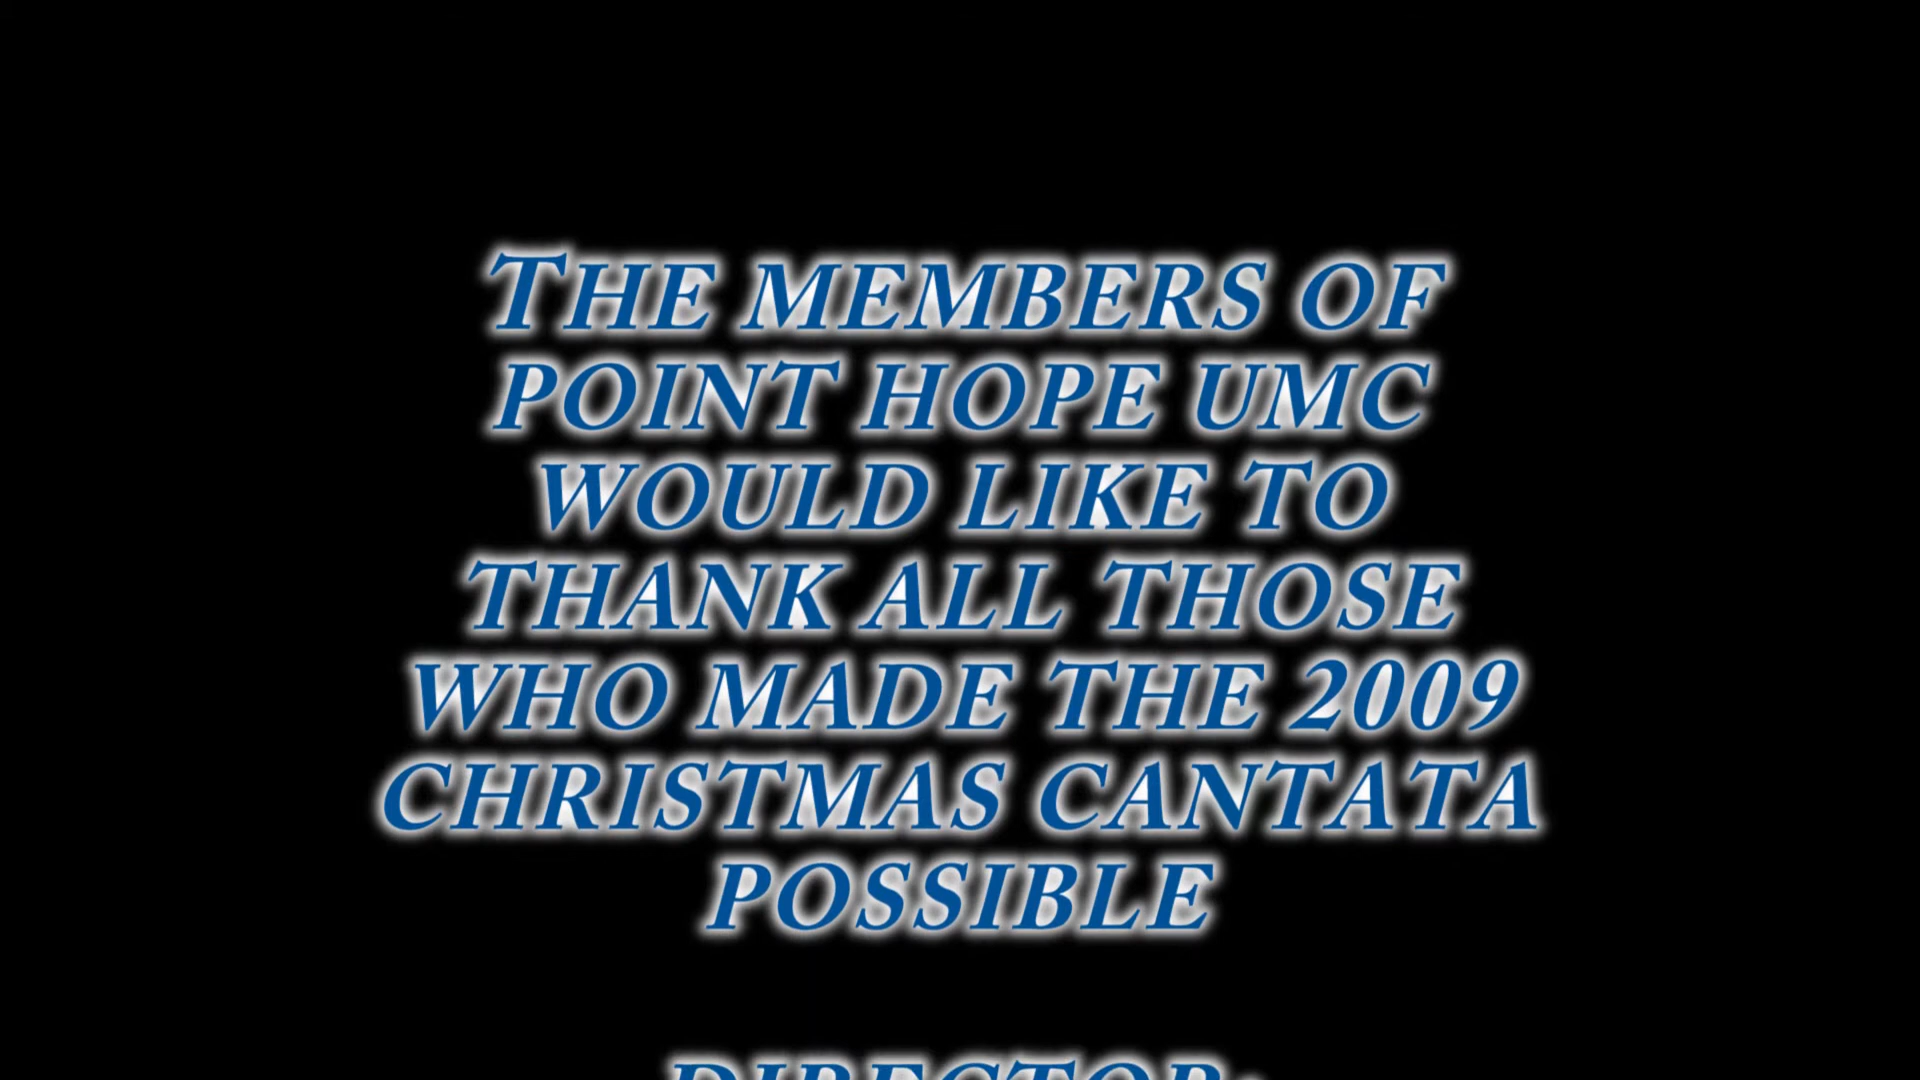 THE MEMBERS OF
POINT HOPE UMC
WOULD LIKE TO
THANK ALL THOSE
WHO MADE THE 2009
CHRISTMAS CANTATA
POSSIBLE
DIRECTOR: